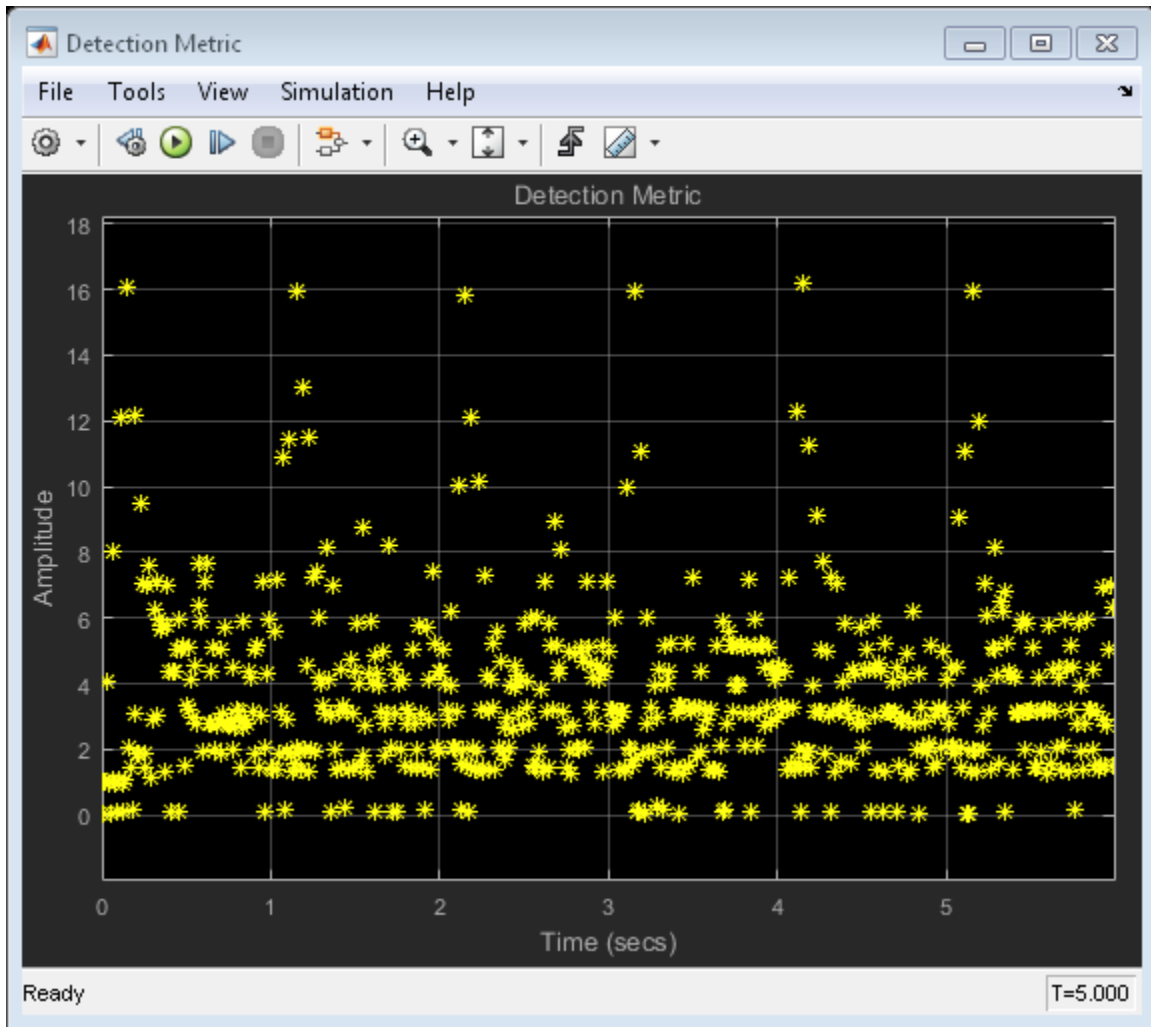 Detection Metric
File Tools View Simulation Help
Detection Metric
18
16
14
12
10
8
6
4
2
0
Amplitude
0 1 2 3 4 5
Time (secs)
Ready T=5.000